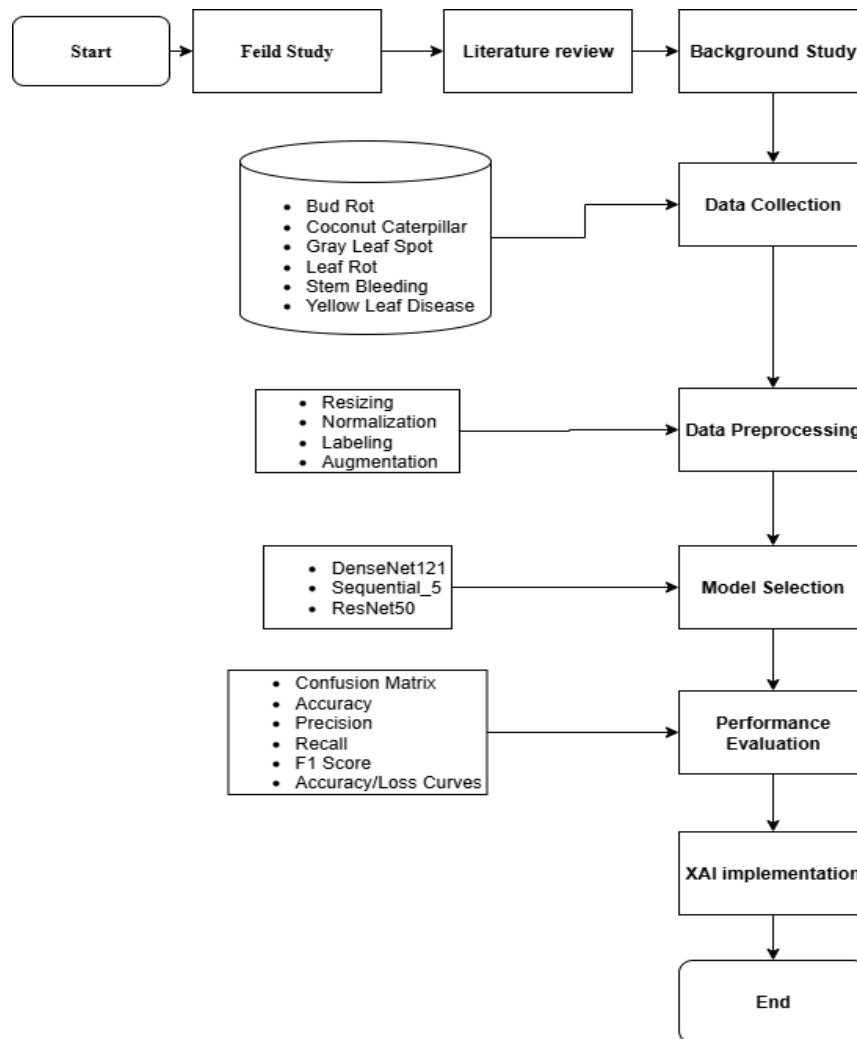 Start
Feild Study
Literature review
Background Study
Bud Rot
Coconut Caterpillar
Gray Leaf Spot
Leaf Rot
Stem Bleeding
Yellow Leaf Disease
Data Collection
Resizing
Normalization
Labeling
Augmentation
Data Preprocessing
DenseNet121
Sequential_5
ResNet50
Model Selection
Confusion Matrix
Accuracy
Precision
Recall
F1 Score
Accuracy/Loss Curves
Performance
Evaluation
XAI implementation
End